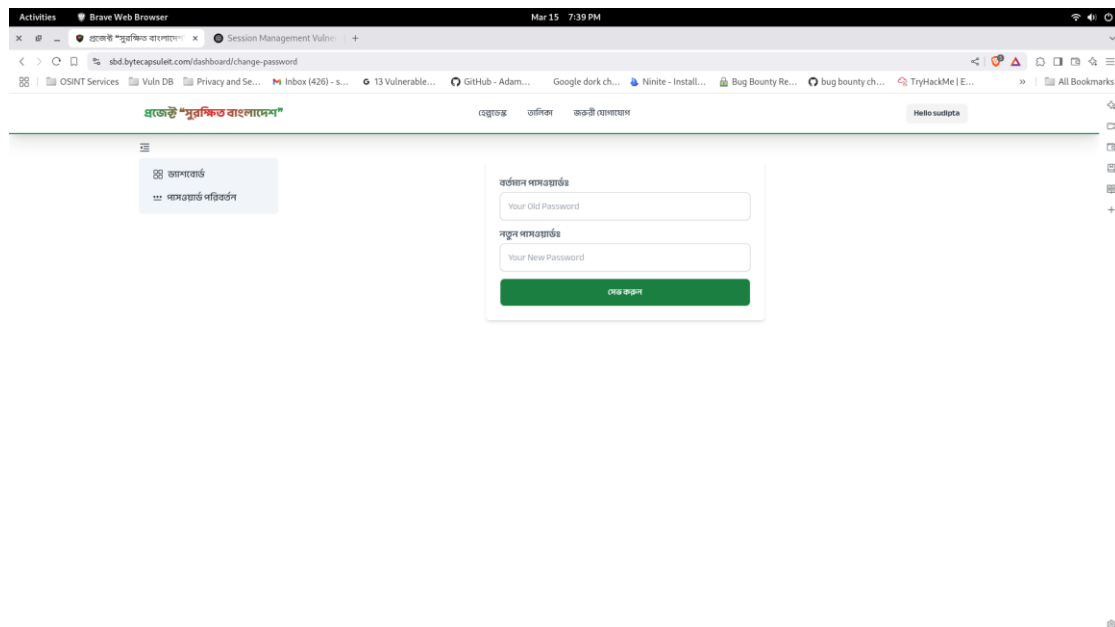 Activities Brave Web Browser Mar 15 7:39 PM
প্রজেক্ট “সুরক্ষিত বাংলাদেশ” Session Management Vulne
sbd.bytecapsuleit.com/dashboard/change-password
OSINT Services Vuln DB Privacy and Se... Inbox (426) - s... 13 Vulnerable... GitHub - Adam... Google dork ch... Ninite - Install... Bug Bounty Re... bug bounty ch... TryHackMe | E... » All Bookmarks
প্রজেক্ট “সুরক্ষিত বাংলাদেশ” হেল্পডেস্ক তালিকা জরুরী যোগাযোগ Hello sudipta
ড্যাশবোর্ড
পাসওয়ার্ড পরিবর্তন
বর্তমান পাসওয়ার্ডঃ
Your Old Password
নতুন পাসওয়ার্ডঃ
Your New Password
সেভ করুন